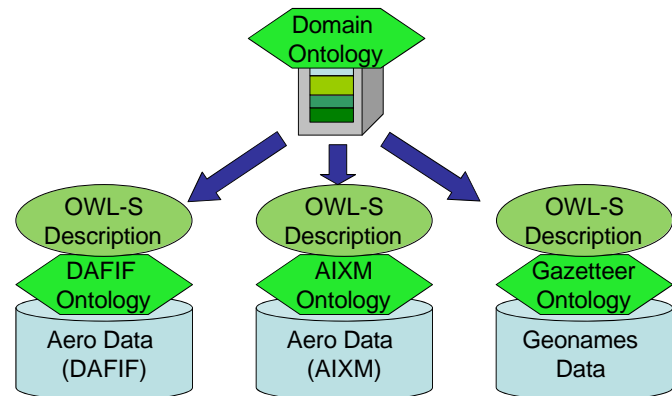 Domain
Ontology
OWL-S
Description
DAFIF
Ontology
Aero Data
(DAFIF)
OWL-S
Description
AIXM
Ontology
Aero Data
(AIXM)
OWL-S
Description
Gazetteer
Ontology
Geonames
Data